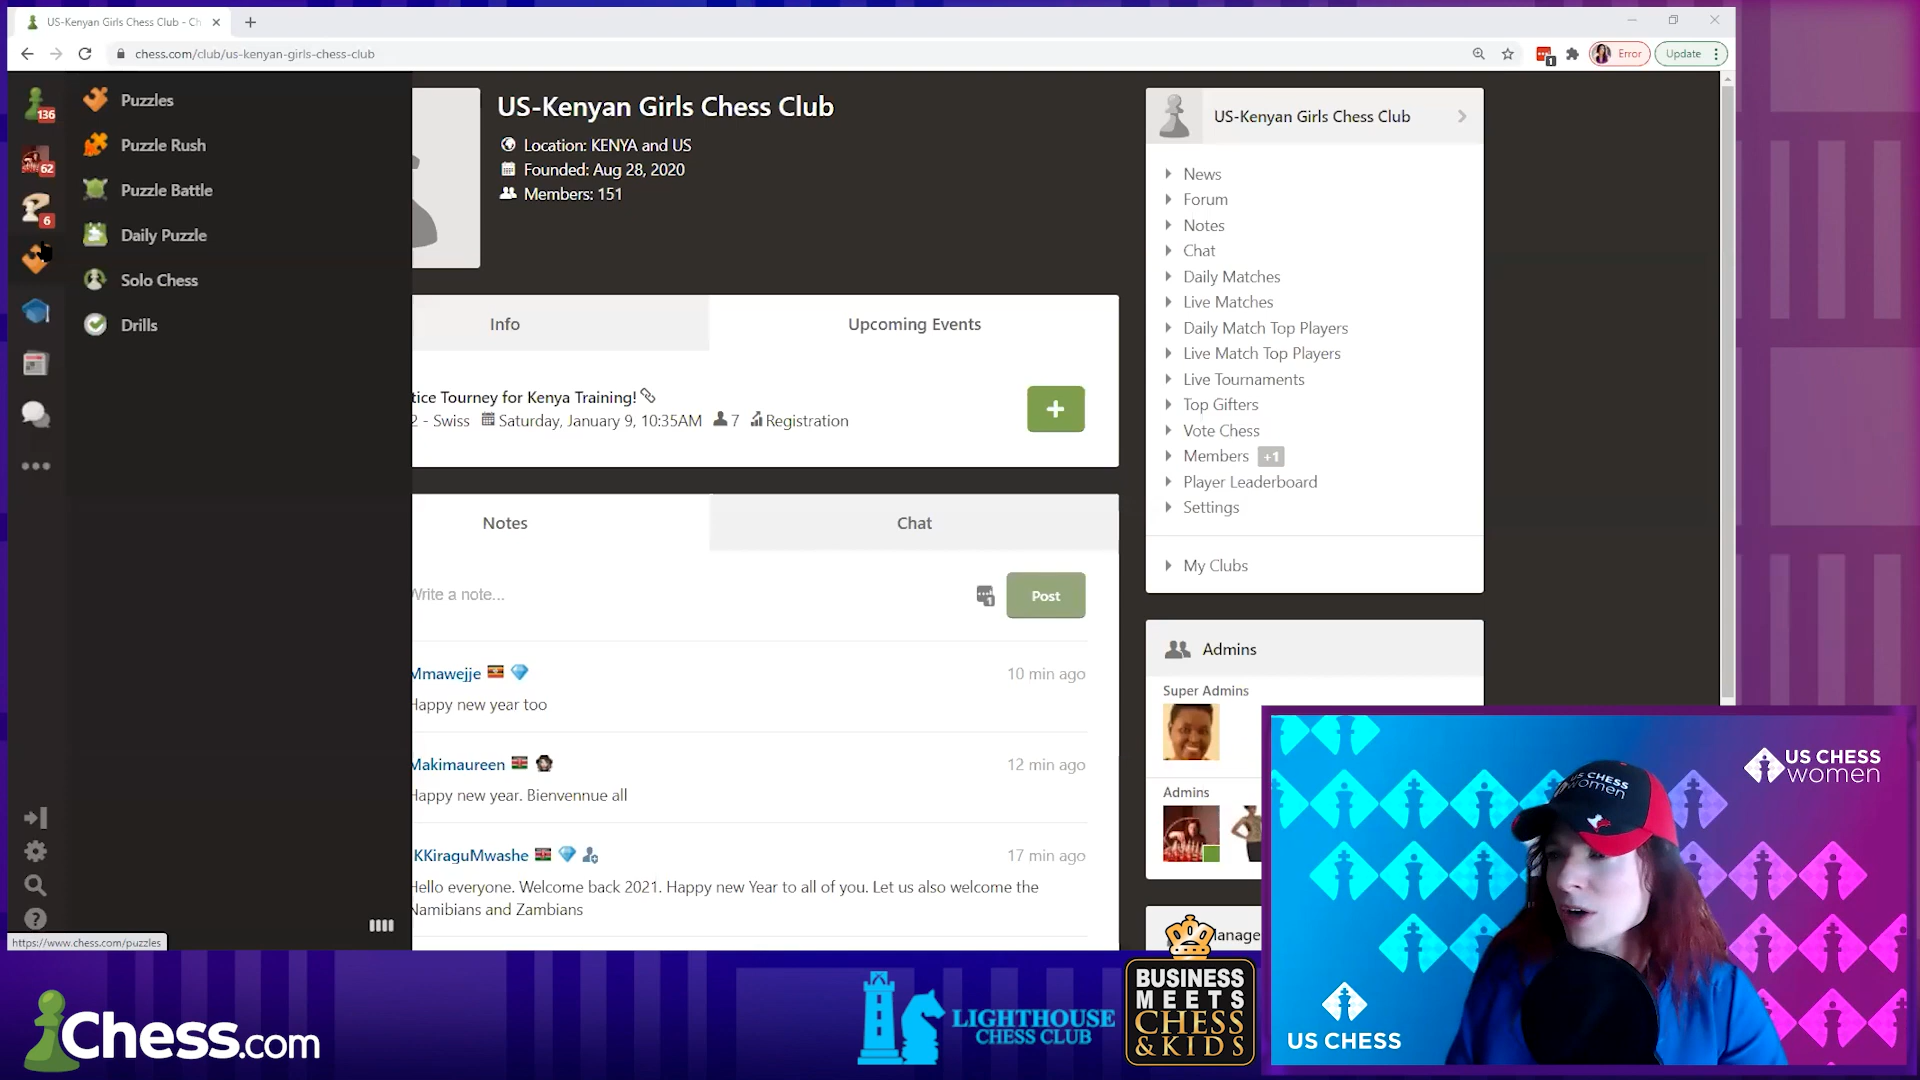 US-Kenyan Girls Chess Club - Ch
chess.com/club/us-kenyan-girls-chess-club
Error
Update
1
136
62
6
Puzzles
Puzzle Rush
Puzzle Battle
Daily Puzzle
Solo Chess
Drills
US-Kenyan Girls Chess Club
Location: KENYA and US
Founded: Aug 28, 2020
Members: 151
Info
Upcoming Events
tice Tourney for Kenya Training!
2 - Swiss Saturday, January 9, 10:35AM 7 Registration
+
Notes
Chat
Write a note...
1
Post
Mmawejje
10 min ago
Happy new year too
Makimaureen
12 min ago
Happy new year. Bienvennue all
KKiraguMwashe
17 min ago
Hello everyone. Welcome back 2021. Happy new Year to all of you. Let us also welcome the
Namibians and Zambians
US-Kenyan Girls Chess Club
News
Forum
Notes
Chat
Daily Matches
Live Matches
Daily Match Top Players
Live Match Top Players
Live Tournaments
Top Gifters
Vote Chess
Members +1
Player Leaderboard
Settings
My Clubs
Admins
Super Admins
Admins
Manage
https://www.chess.com/puzzles
Chess.com
LIGHTHOUSE
CHESS CLUB
BUSINESS
MEETS
CHESS
& KIDS
US CHESS
women
US CHESS
women
US CHESS